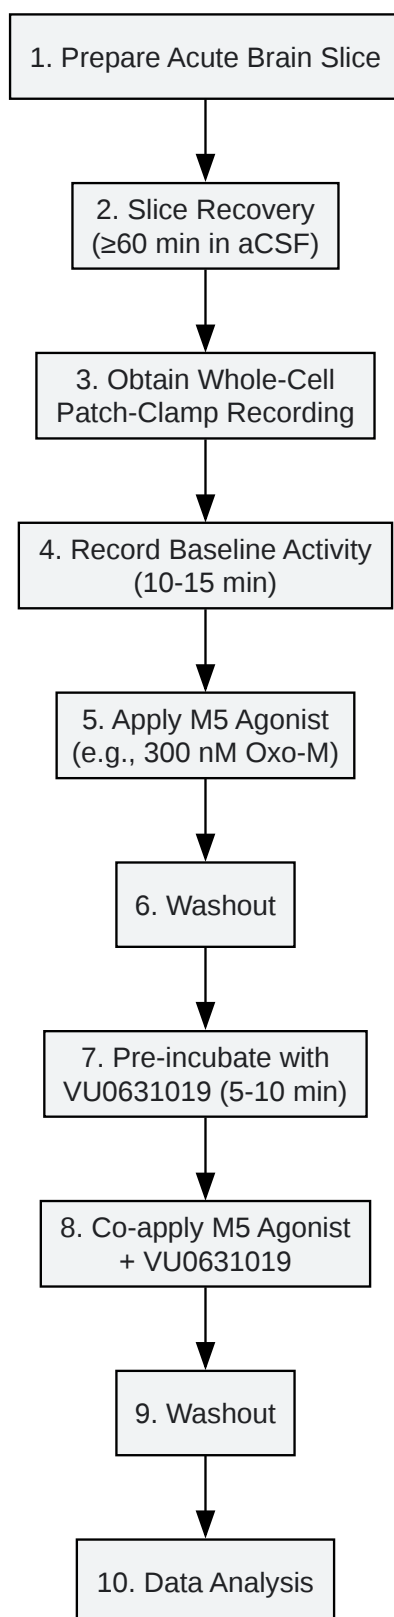 1. Prepare Acute Brain Slice
2. Slice Recovery
(≥60 min in aCSF)
3. Obtain Whole-Cell
Patch-Clamp Recording
4. Record Baseline Activity
(10-15 min)
5. Apply M5 Agonist
(e.g., 300 nM Oxo-M)
6. Washout
7. Pre-incubate with
VU0631019 (5-10 min)
8. Co-apply M5 Agonist
+ VU0631019
9. Washout
10. Data Analysis